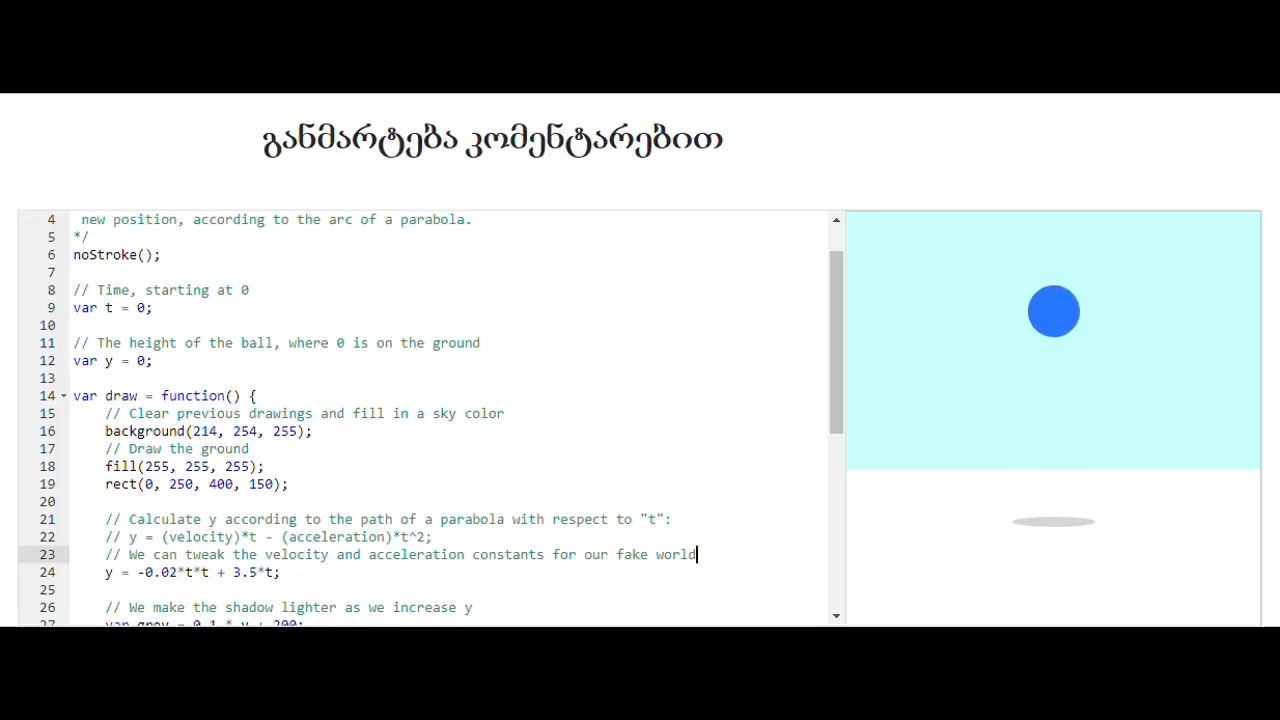 განმარტება კომენტარებით
4 new position, according to the arc of a parabola.
5 */
6 noStroke();
7
8 // Time, starting at 0
9 var t = 0;
10
11 // The height of the ball, where 0 is on the ground
12 var y = 0;
13
14 var draw = function() {
15 // Clear previous drawings and fill in a sky color
16 background(214, 254, 255);
17 // Draw the ground
18 fill(255, 255, 255);
19 rect(0, 250, 400, 150);
20
21 // Calculate y according to the path of a parabola with respect to "t":
22 // y = (velocity)*t - (acceleration)*t^2;
23 // We can tweak the velocity and acceleration constants for our fake world
24 y = -0.02*t*t + 3.5*t;
25
26 // We make the shadow lighter as we increase y
27 var gray = 0.1 * y + 200;